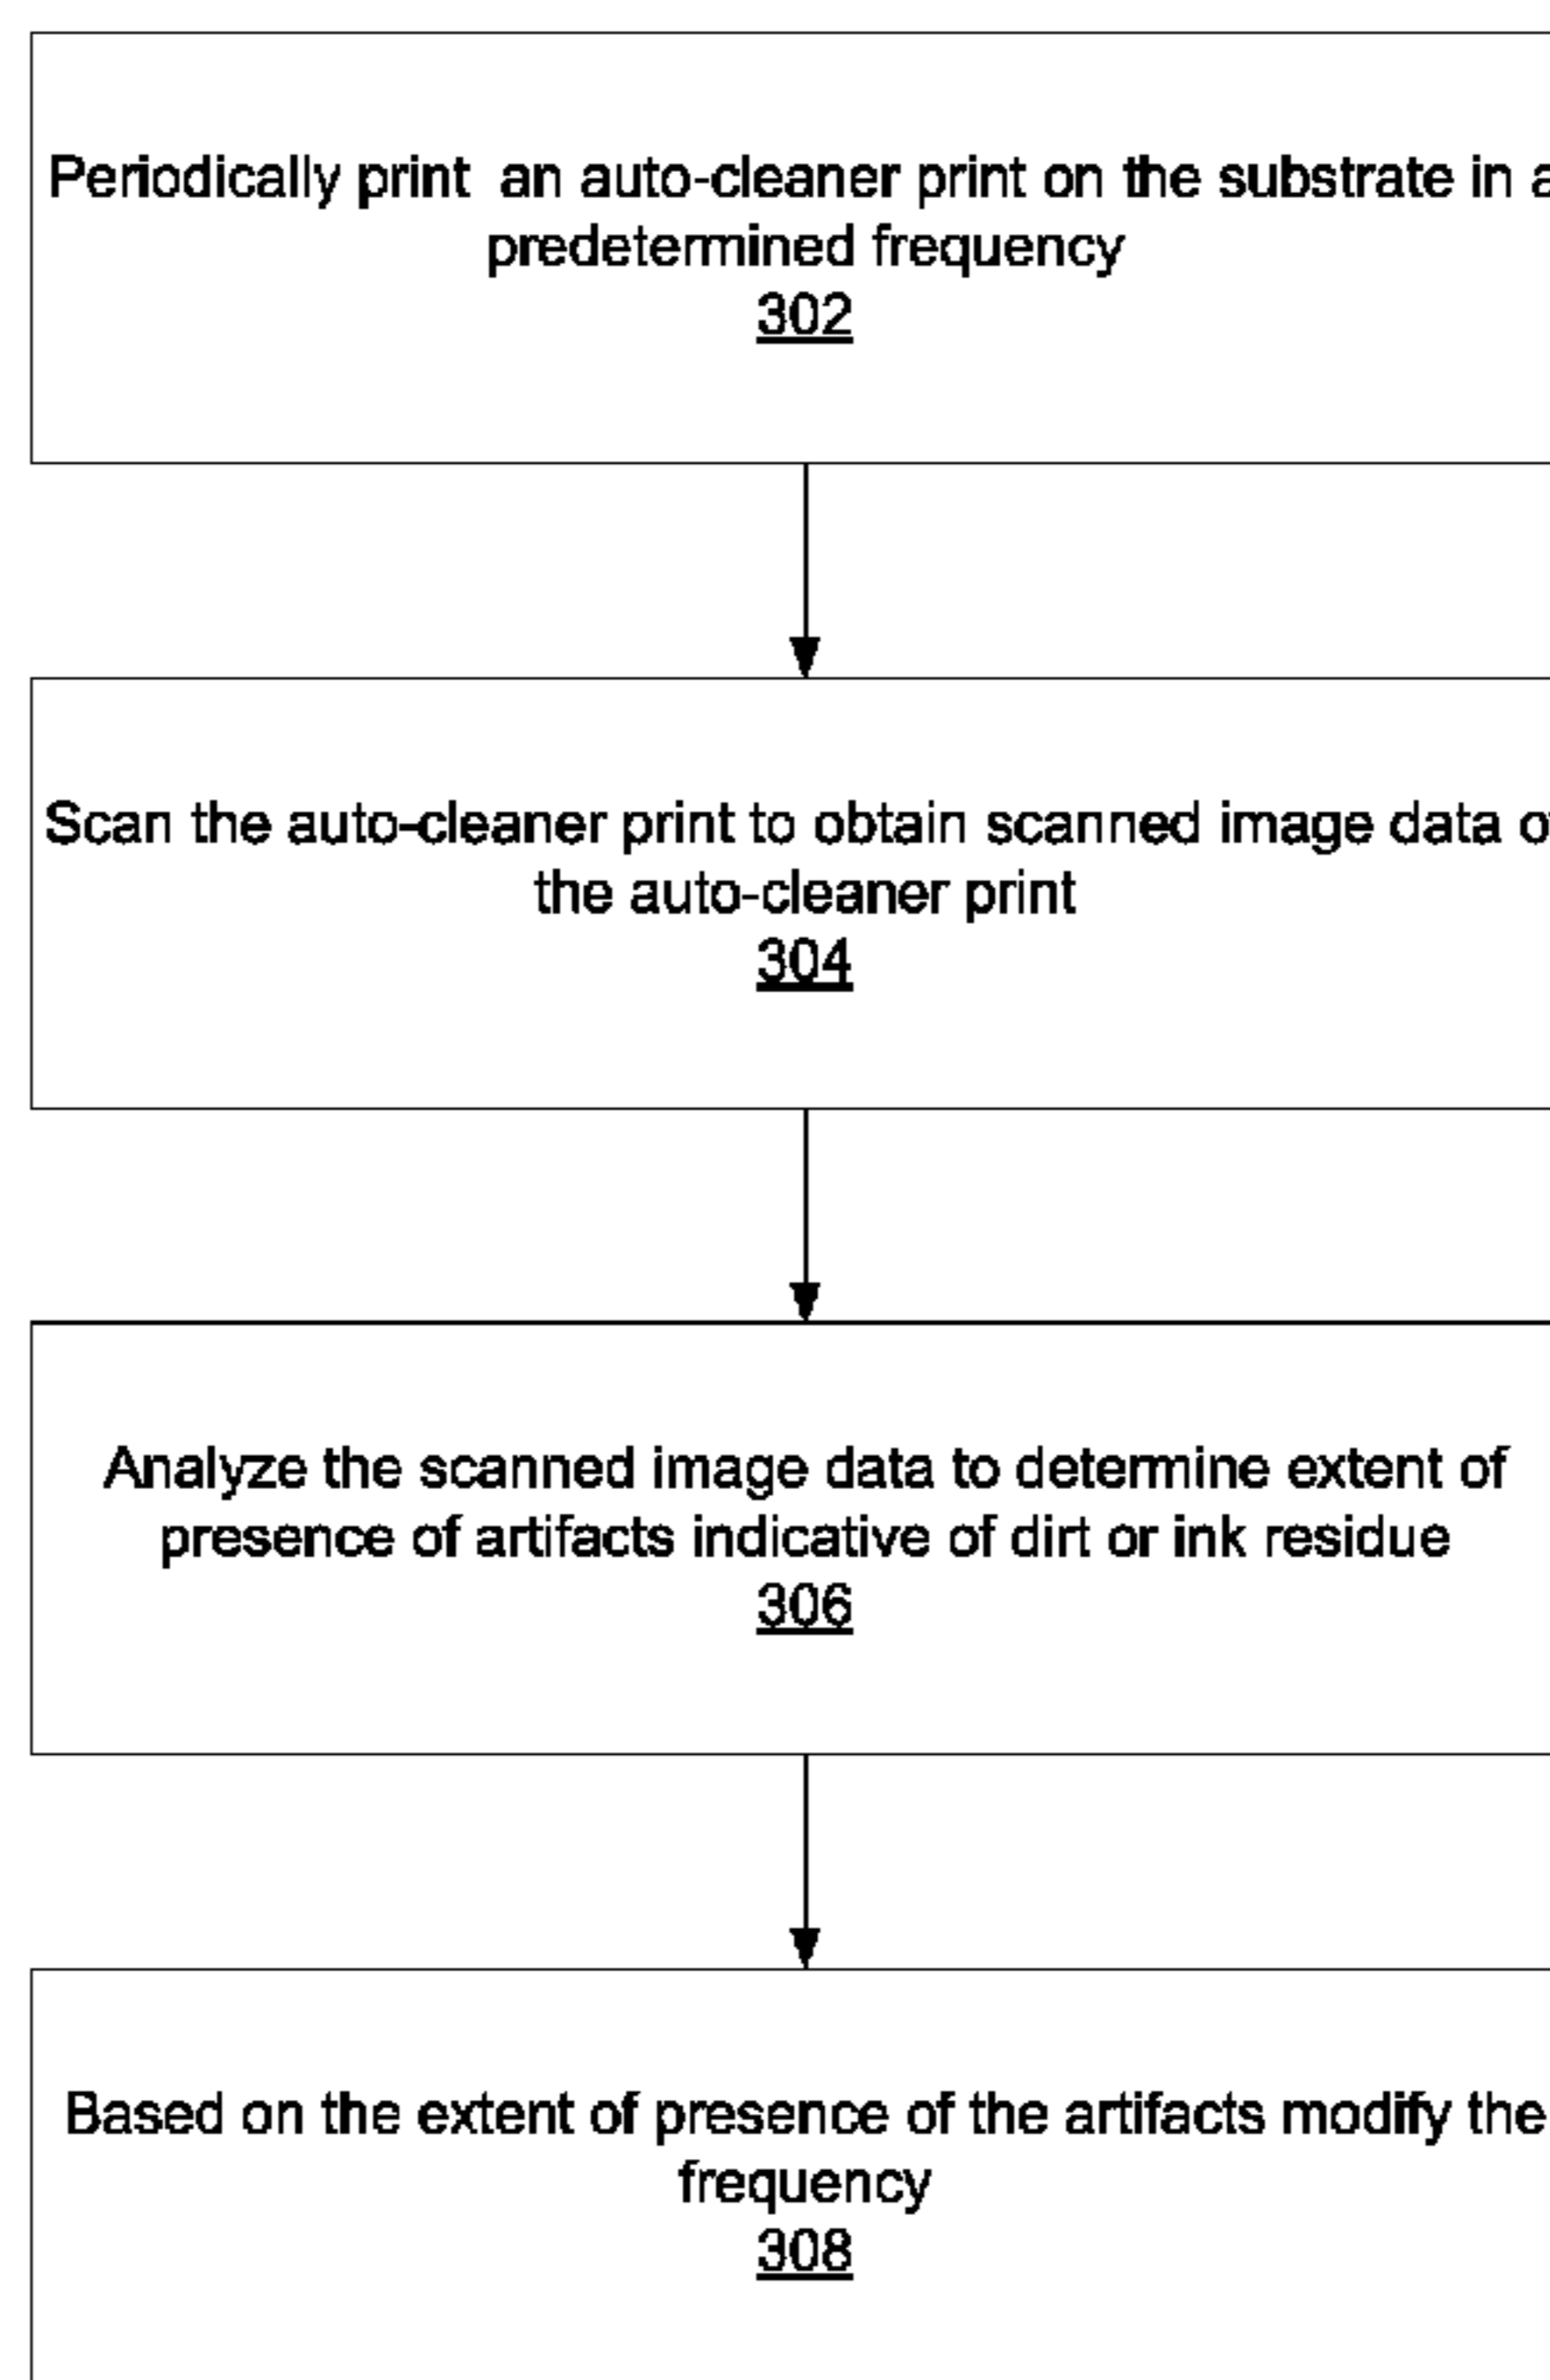 Periodically print an auto-cleaner print on the substrate in a
predetermined frequency
302
Scan the auto-cleaner print to obtain scanned image data of
the auto-cleaner print
304
Analyze the scanned image data to determine extent of
presence of artifacts indicative of dirt or ink residue
306
Based on the extent of presence of the artifacts modify the
frequency
308